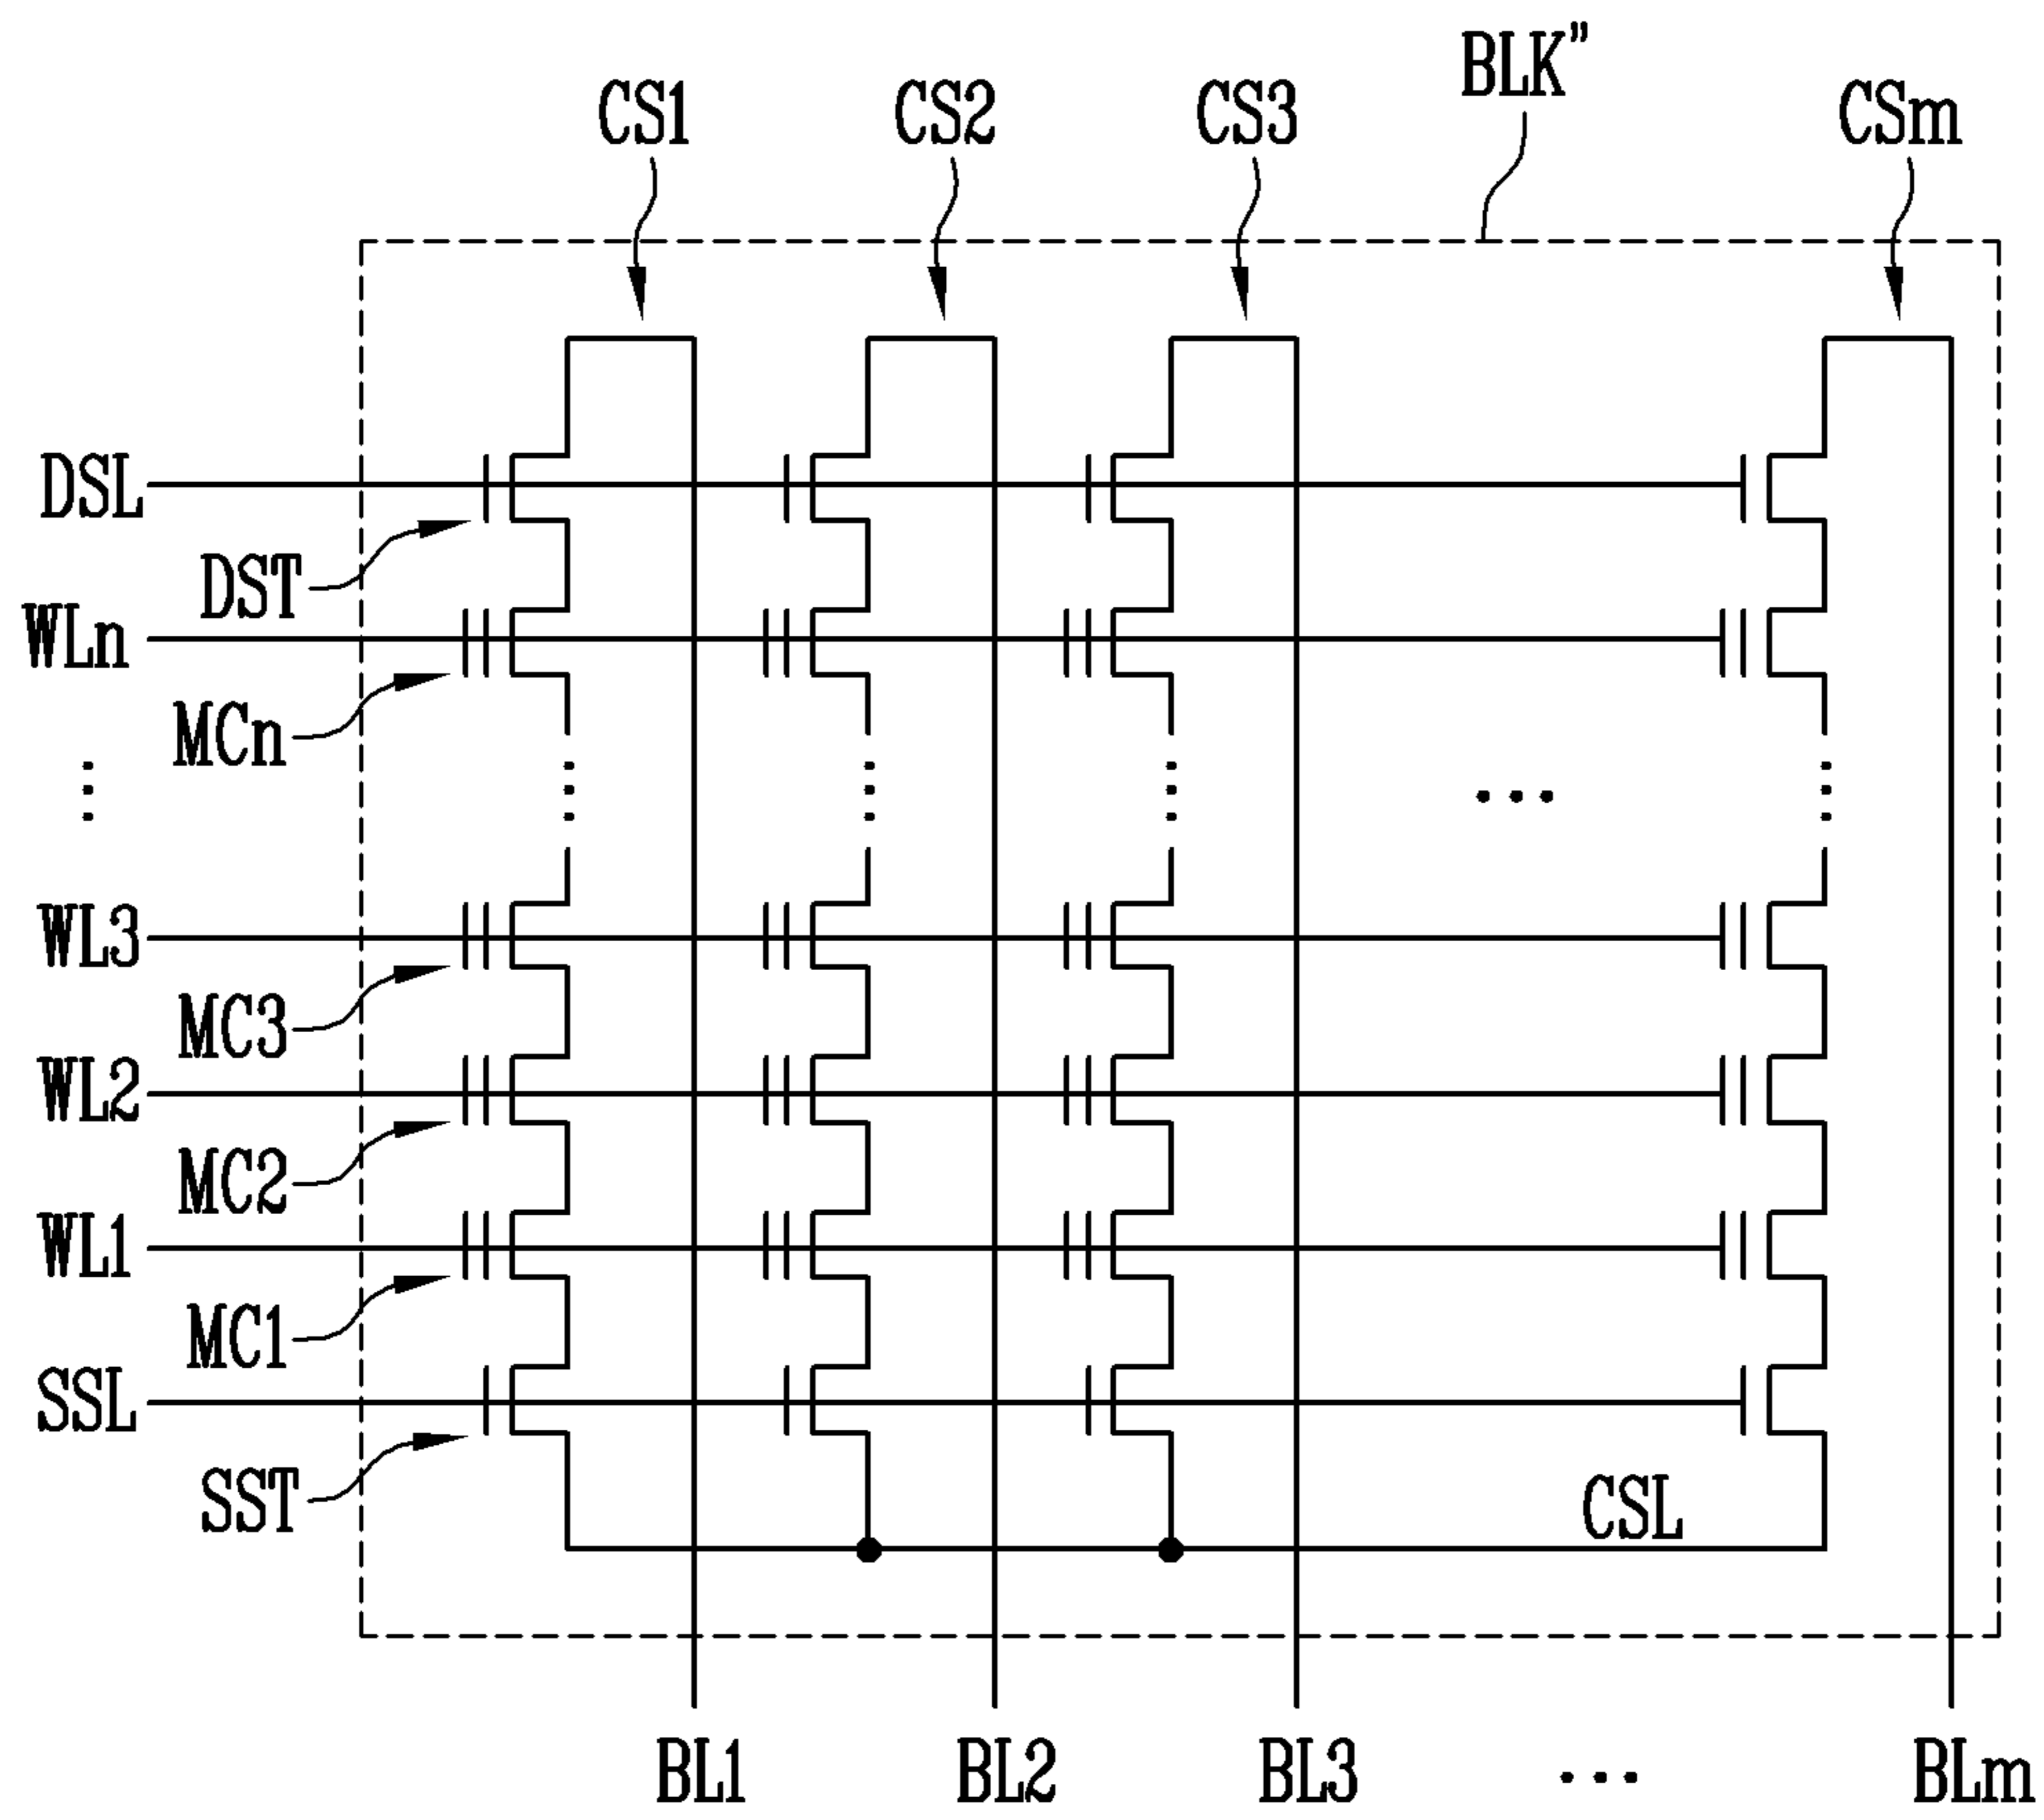 BLK”
CS1 CS2 CS3 CSm
DSL
DST
WLn
MCn
⋮
...
WL3
MC3
WL2
MC2
WL1
MC1
SSL
SST
CSL
BL1 BL2 BL3 ... BLm